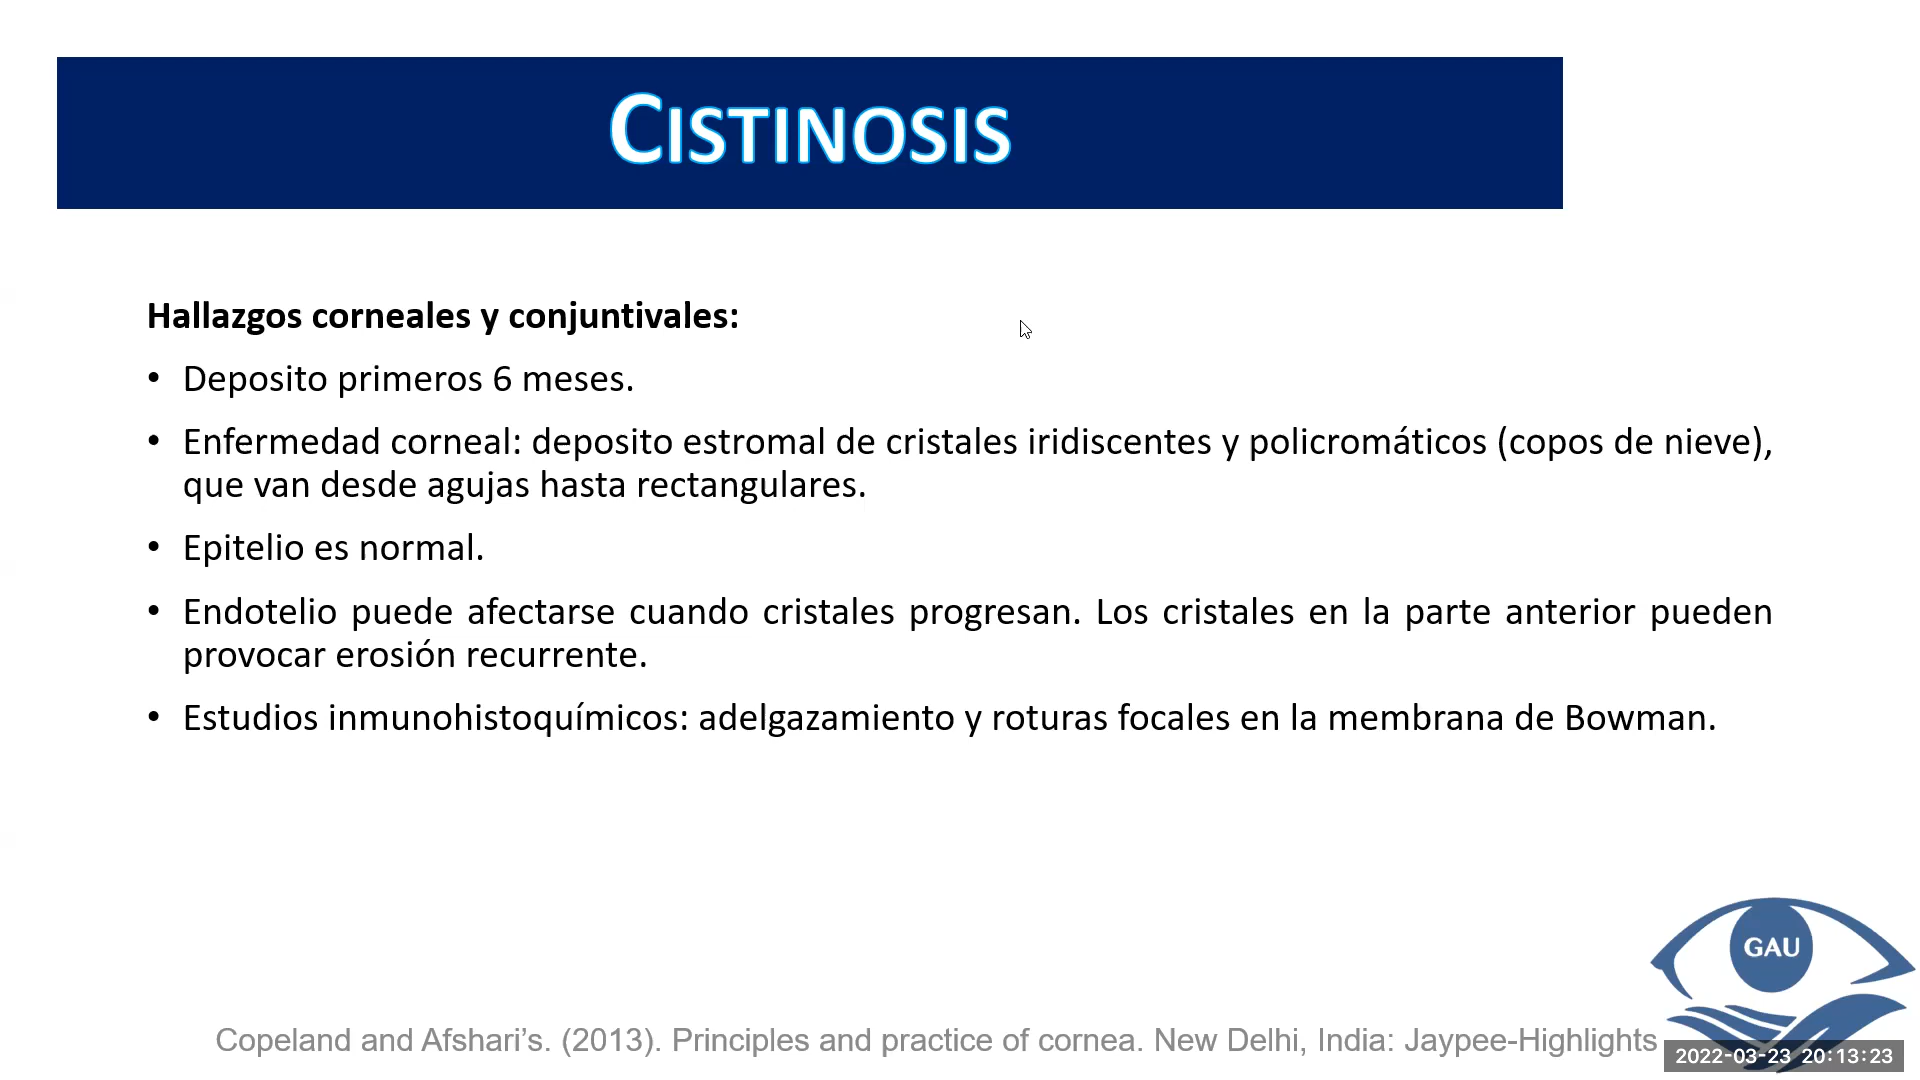 CISTINOSIS
Hallazgos corneales y conjuntivales:
• Deposito primeros 6 meses.
• Enfermedad corneal: deposito estromal de cristales iridiscentes y policromáticos (copos de nieve),
que van desde agujas hasta rectangulares.
• Epitelio es normal.
• Endotelio puede afectarse cuando cristales progresan. Los cristales en la parte anterior pueden
provocar erosión recurrente.
• Estudios inmunohistoquímicos: adelgazamiento y roturas focales en la membrana de Bowman.
GAU
Copeland and Afshari’s. (2013). Principles and practice of cornea. New Delhi, India: Jaypee-Highlights
2022-03-23 20:13:23